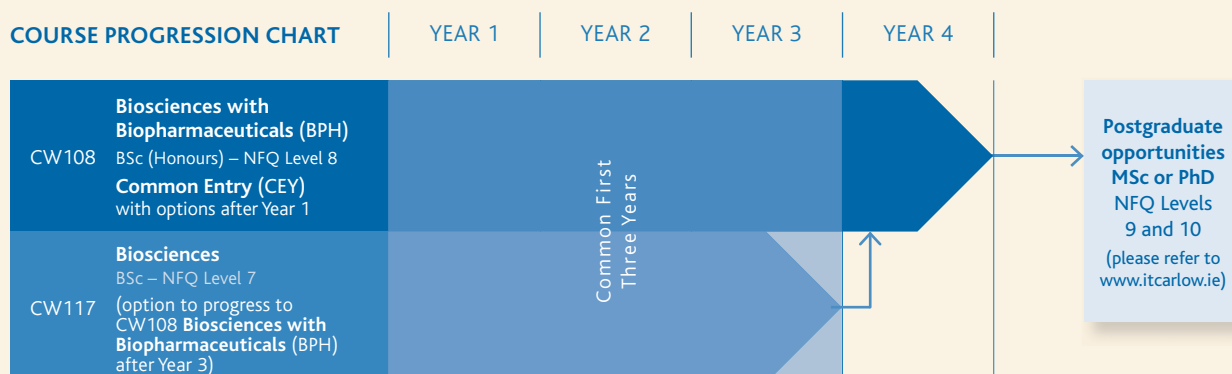 COURSE PROGRESSION CHART
YEAR 1
YEAR 2
YEAR 3
YEAR 4
CW108
Biosciences with
Biopharmaceuticals (BPH)
BSc (Honours) – NFQ Level 8
Common Entry (CEY)
with options after Year 1
CW117
Biosciences
BSc – NFQ Level 7
(option to progress to
CW108 Biosciences with
Biopharmaceuticals (BPH)
after Year 3)
Common First
Three Years
Postgraduate
opportunities
MSc or PhD
NFQ Levels
9 and 10
(please refer to
www.itcarlow.ie)